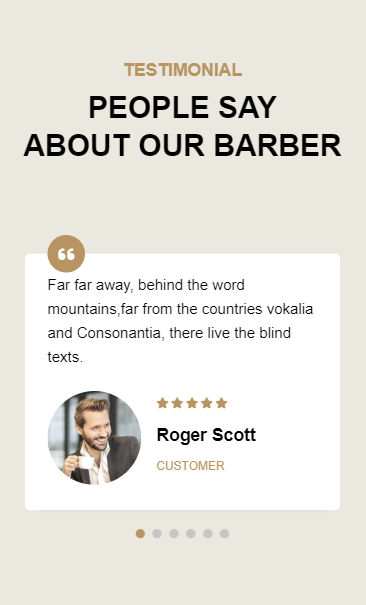 TESTIMONIAL
PEOPLE SAY
ABOUT OUR BARBER
Far far away, behind the word
mountains,far from the countries vokalia
and Consonantia, there live the blind
texts.
Roger Scott
CUSTOMER